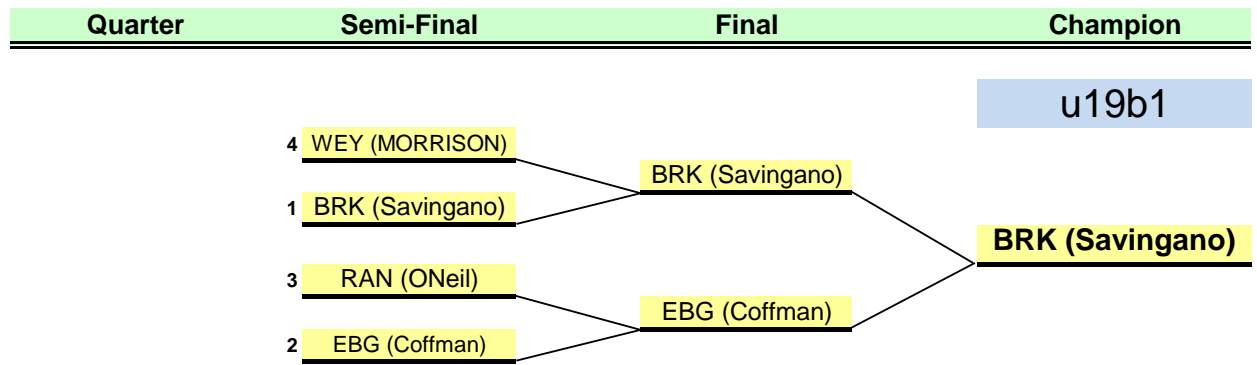 Quarter Semi-Final Final Champion
u19b1
4 WEY (MORRISON)
BRK (Savingano)
1 BRK (Savingano)
BRK (Savingano)
3 RAN (ONeil)
EBG (Coffman)
2 EBG (Coffman)